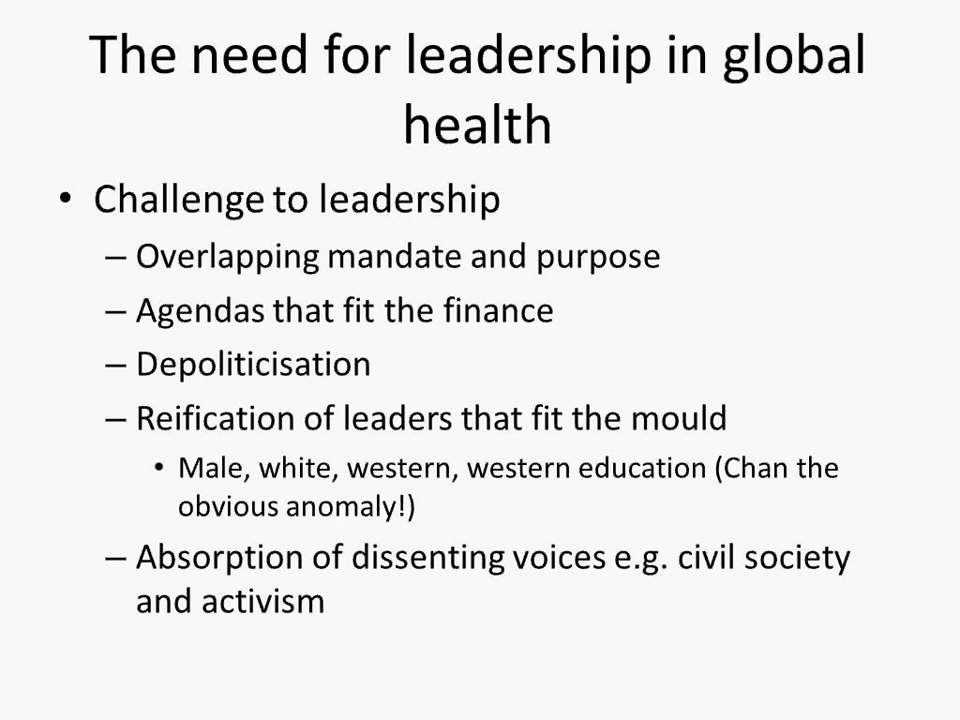 The need for leadership in global
health
• Challenge to leadership
– Overlapping mandate and purpose
– Agendas that fit the finance
– Depoliticisation
– Reification of leaders that fit the mould
• Male, white, western, western education (Chan the
obvious anomaly!)
– Absorption of dissenting voices e.g. civil society
and activism